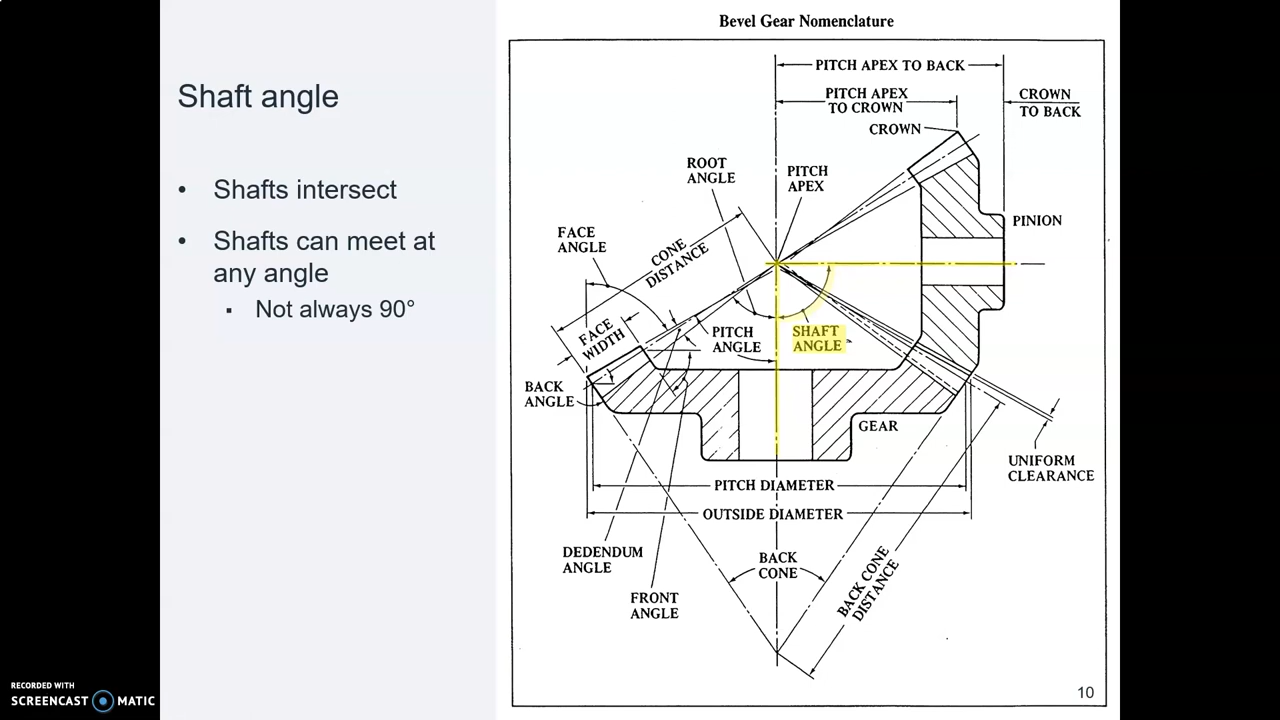 Bevel Gear Nomenclature
Shaft angle
• Shafts intersect
• Shafts can meet at
any angle
▪ Not always 90°
PITCH APEX TO BACK
PITCH APEX
TO CROWN
CROWN
TO BACK
CROWN
ROOT
ANGLE
PITCH
APEX
PINION
FACE
ANGLE
CONE
DISTANCE
FACE
WIDTH
PITCH
ANGLE
SHAFT
ANGLE
BACK
ANGLE
GEAR
UNIFORM
CLEARANCE
PITCH DIAMETER
OUTSIDE DIAMETER
DEDENDUM
ANGLE
BACK
CONE
BACK CONE
DISTANCE
FRONT
ANGLE
10
RECORDED WITH
SCREENCAST MATIC